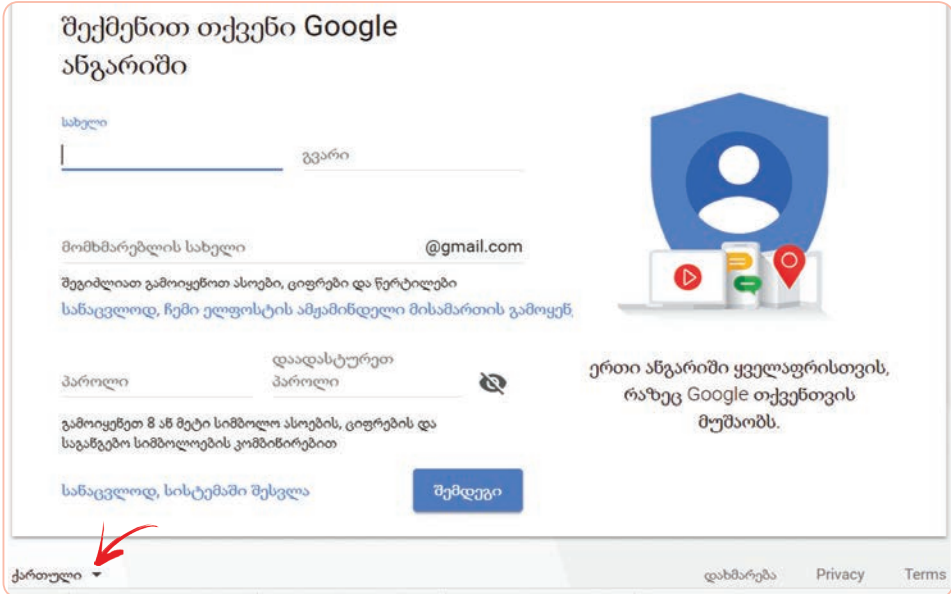 შექმენით თქვენი Google
ანგარიში
სახელი
გვარი
მომხმარებლის სახელი @gmail.com
შეგიძლიათ გამოიყენოთ ასოები, ციფრები და წერტილები
სანაცვლოდ, ჩემი ელფოსტის ამჟამინდელი მისამართის გამოყენ
დაადასტურეთ
პაროლი პაროლი
გამოიყენეთ 8 ან მეტი სიმბოლო ასოების, ციფრების და
საგანგებო სიმბოლოების კომბინირებით
სანაცვლოდ, სისტემაში შესვლა შემდეგი
ერთი ანგარიში ყველაფრისთვის,
რაზეც Google თქვენთვის
მუშაობს.
ქართული დახმარება Privacy Terms